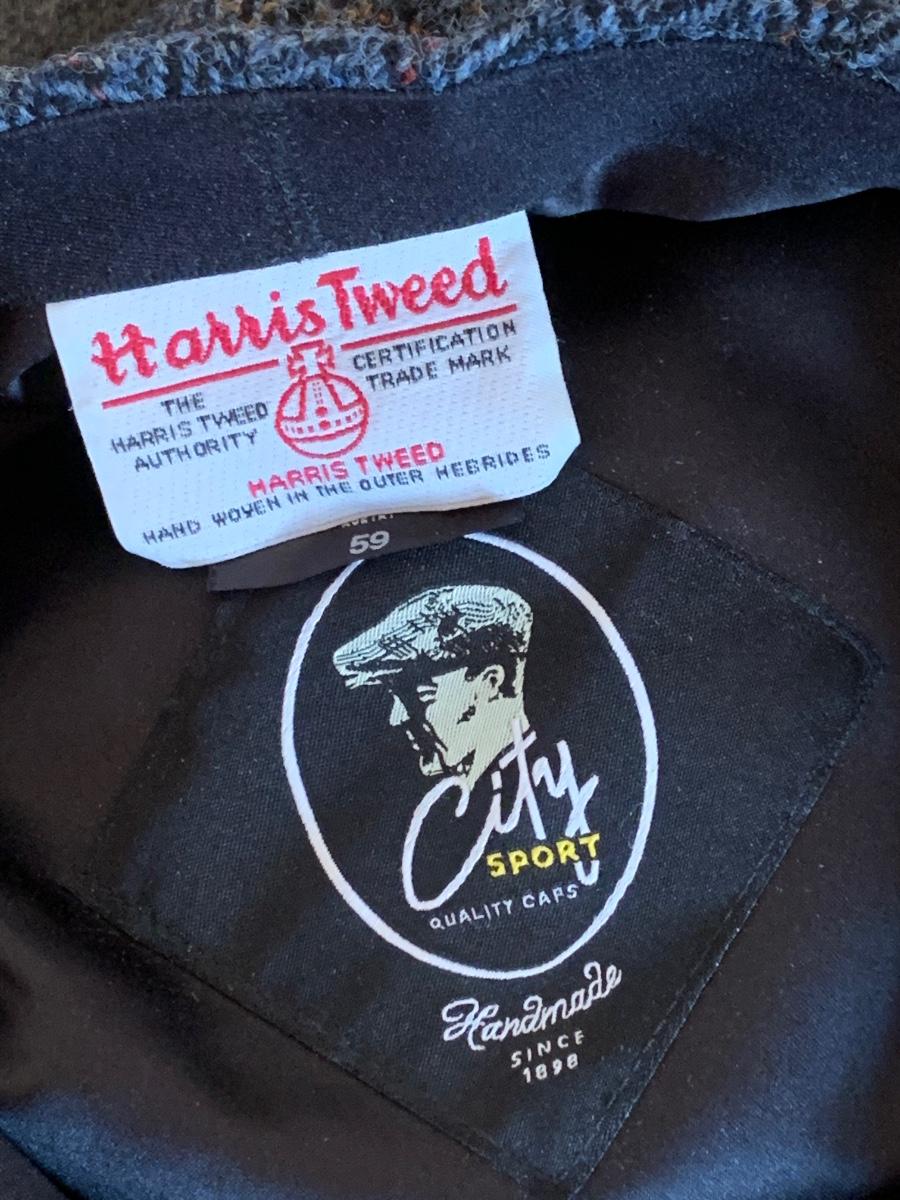 Harris Tweed
CERTIFICATION
TRADE MARK
THE
HARRIS TWEED
AUTHORITY
HARRIS TWEED
HAND WOVEN IN THE OUTER HEBRIDES
59
City
SPORT
QUALITY CAPS
Handmade
SINCE
1898